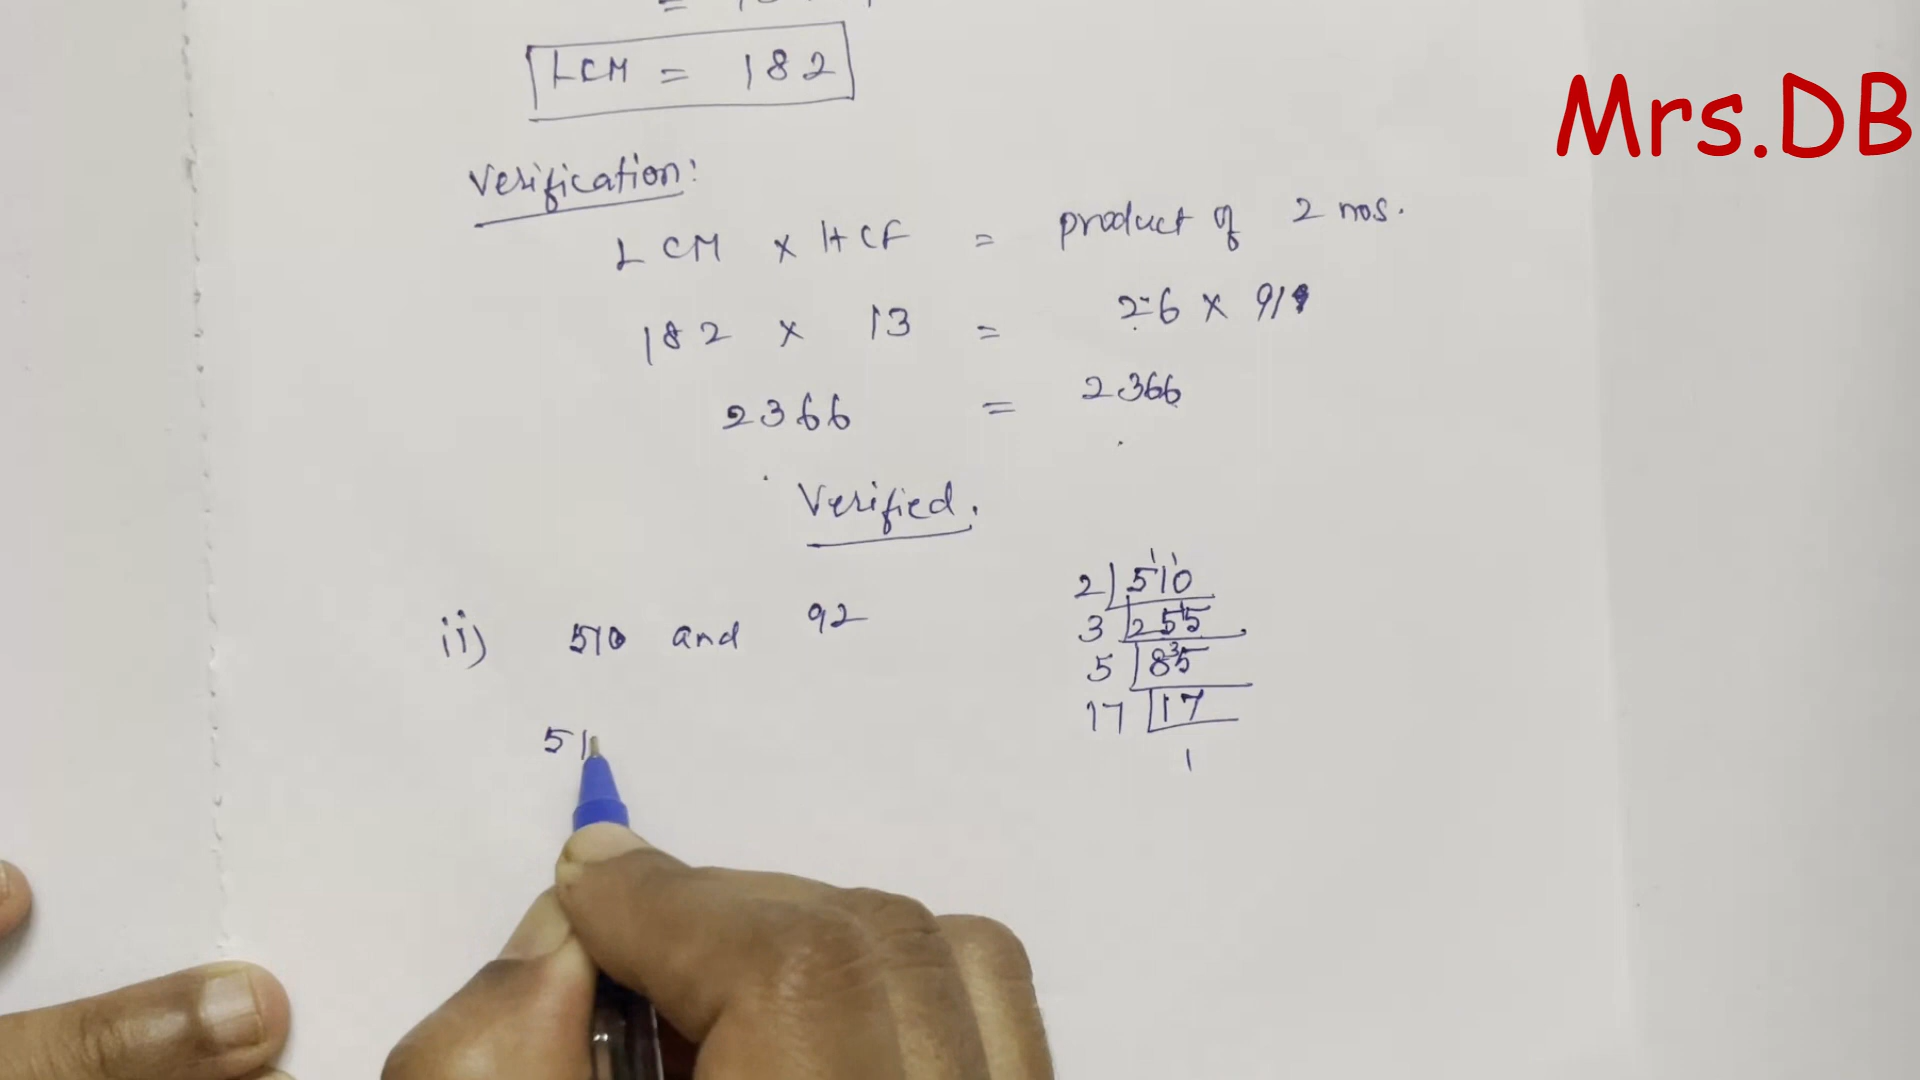 Mrs.DB
LCM = 182
Verification:
LCM x HCF = product of 2 nos.
182 x 13 = 26 x 91
2366 = 2366
Verified.
ii) 510 and 92
2 510
3 255
5 85
17 17
1
51